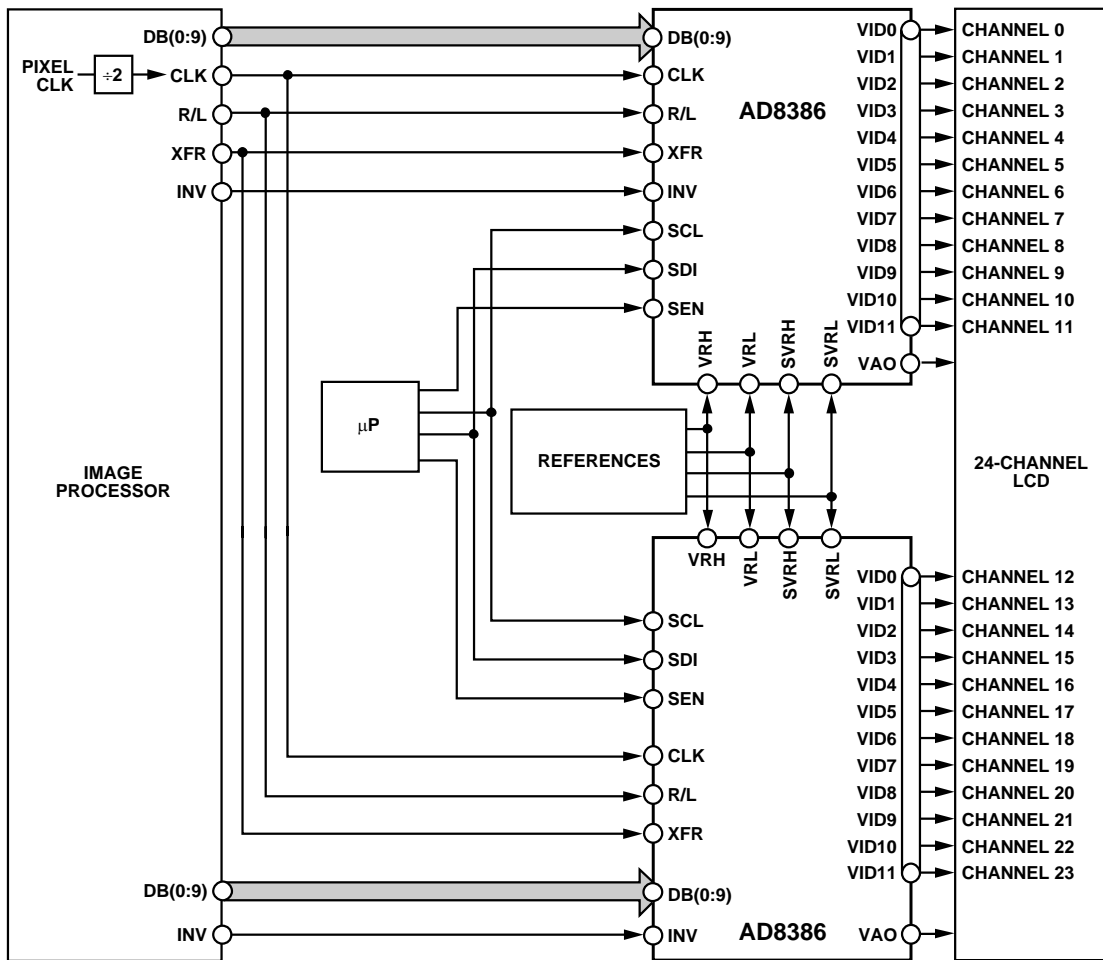 DB(0:9)
PIXEL
CLK
÷2
CLK
R/L
XFR
INV
IMAGE
PROCESSOR
DB(0:9)
INV
µP
REFERENCES
DB(0:9)
CLK
R/L
XFR
INV
SCL
SDI
SEN
AD8386
VRH
VRL
SVRH
SVRL
VID0
VID1
VID2
VID3
VID4
VID5
VID6
VID7
VID8
VID9
VID10
VID11
VAO
CHANNEL 0
CHANNEL 1
CHANNEL 2
CHANNEL 3
CHANNEL 4
CHANNEL 5
CHANNEL 6
CHANNEL 7
CHANNEL 8
CHANNEL 9
CHANNEL 10
CHANNEL 11
24-CHANNEL
LCD
VRH
VRL
SVRH
SVRL
SCL
SDI
SEN
CLK
R/L
XFR
DB(0:9)
INV
AD8386
VID0
VID1
VID2
VID3
VID4
VID5
VID6
VID7
VID8
VID9
VID10
VID11
VAO
CHANNEL 12
CHANNEL 13
CHANNEL 14
CHANNEL 15
CHANNEL 16
CHANNEL 17
CHANNEL 18
CHANNEL 19
CHANNEL 20
CHANNEL 21
CHANNEL 22
CHANNEL 23